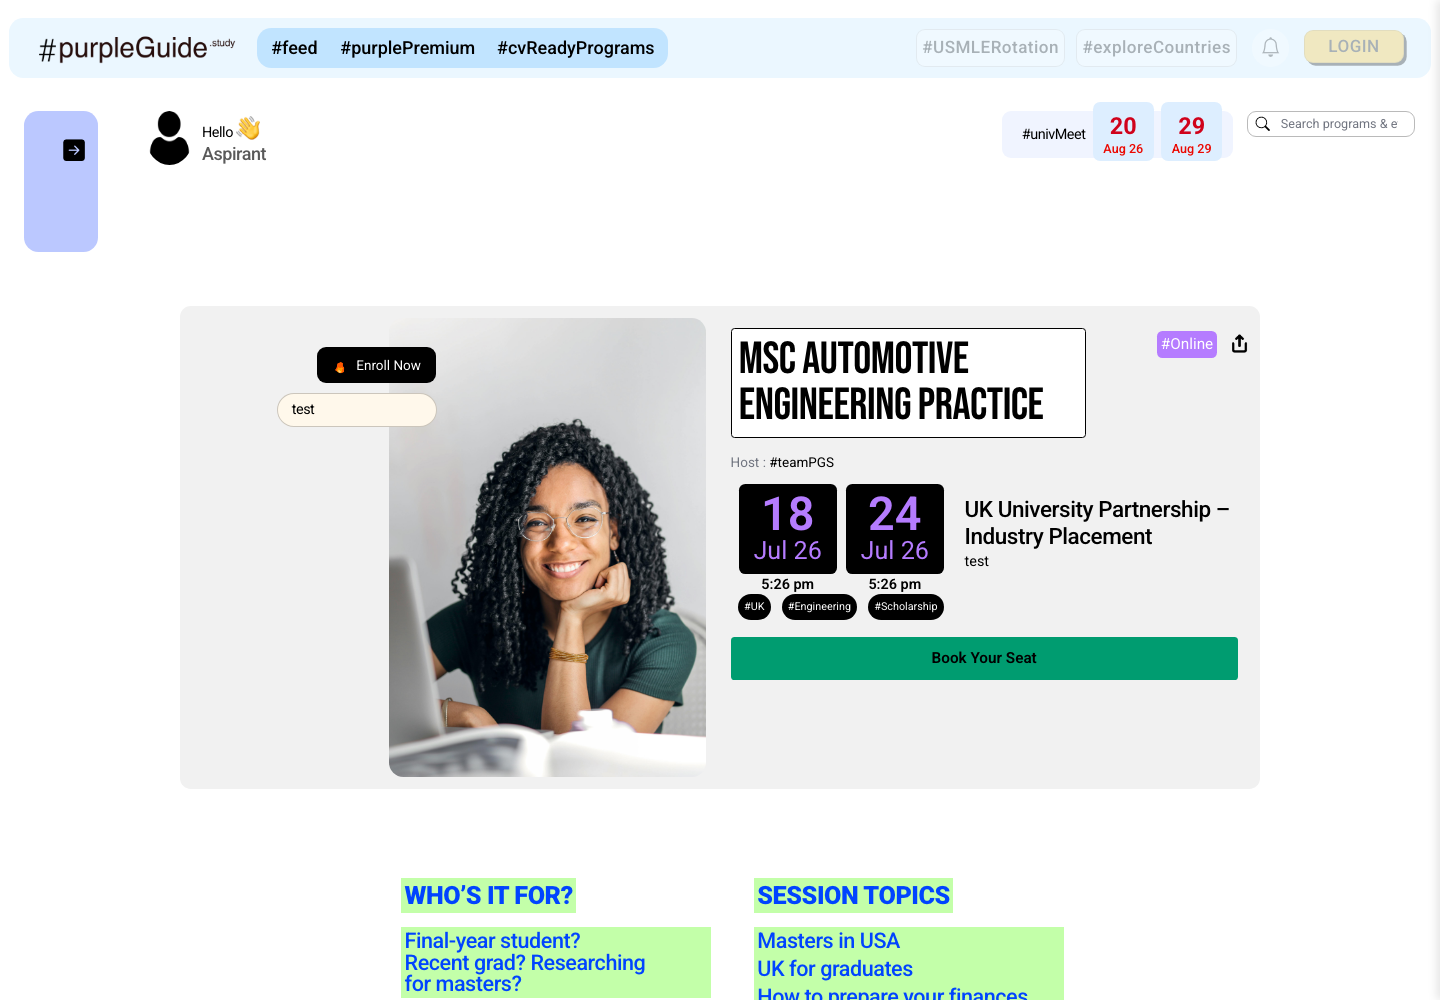 #purpleGuide.study
#feed
#purplePremium
#cvReadyPrograms
#USMLERotation
#exploreCountries
LOGIN
Hello
Aspirant
#univMeet
20
Aug 26
29
Aug 29
Search programs & e
Enroll Now
test
MSC AUTOMOTIVE
ENGINEERING PRACTICE
#Online
Host : #teamPGS
18
Jul 26
5:26 pm
24
Jul 26
5:26 pm
UK University Partnership –
Industry Placement
test
#UK
#Engineering
#Scholarship
Book Your Seat
WHO’S IT FOR?
Final-year student?
Recent grad? Researching
for masters?
SESSION TOPICS
Masters in USA
UK for graduates
How to prepare your finances